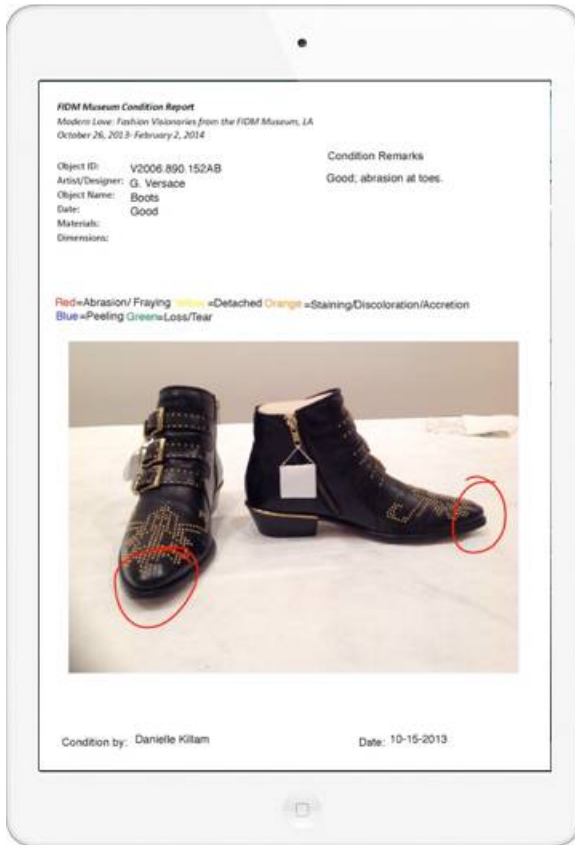 FIDM Museum Condition Report
Modern Love: Fashion Visionaries from the FIDM Museum, LA
October 26, 2013- February 2, 2014
Object ID: V2006.890.152AB
Artist/Designer: G. Versace
Object Name: Boots
Date: Good
Materials:
Dimensions:
Condition Remarks
Good; abrasion at toes.
Red=Abrasion/ Fraying Yellow =Detached Orange =Staining/Discoloration/Accretion
Blue =Peeling Green=Loss/Tear
Condition by: Danielle Killam
Date: 10-15-2013